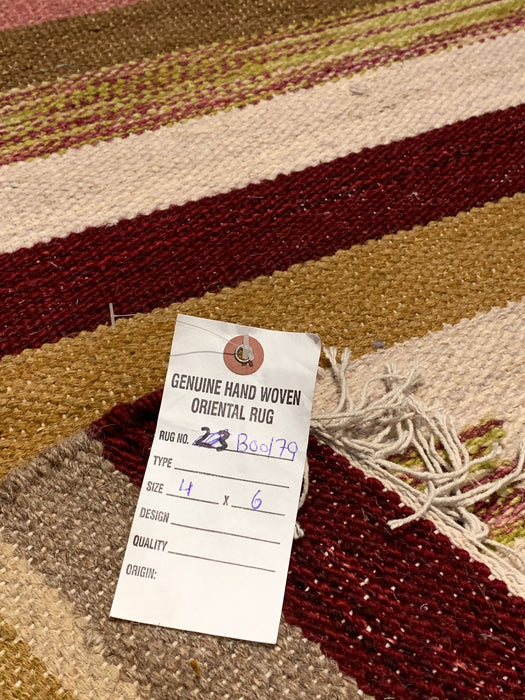 GENUINE HAND WOVEN
ORIENTAL RUG
RUG NO. 23 B00179
TYPE
SIZE 4 X 6
DESIGN
QUALITY
ORIGIN: